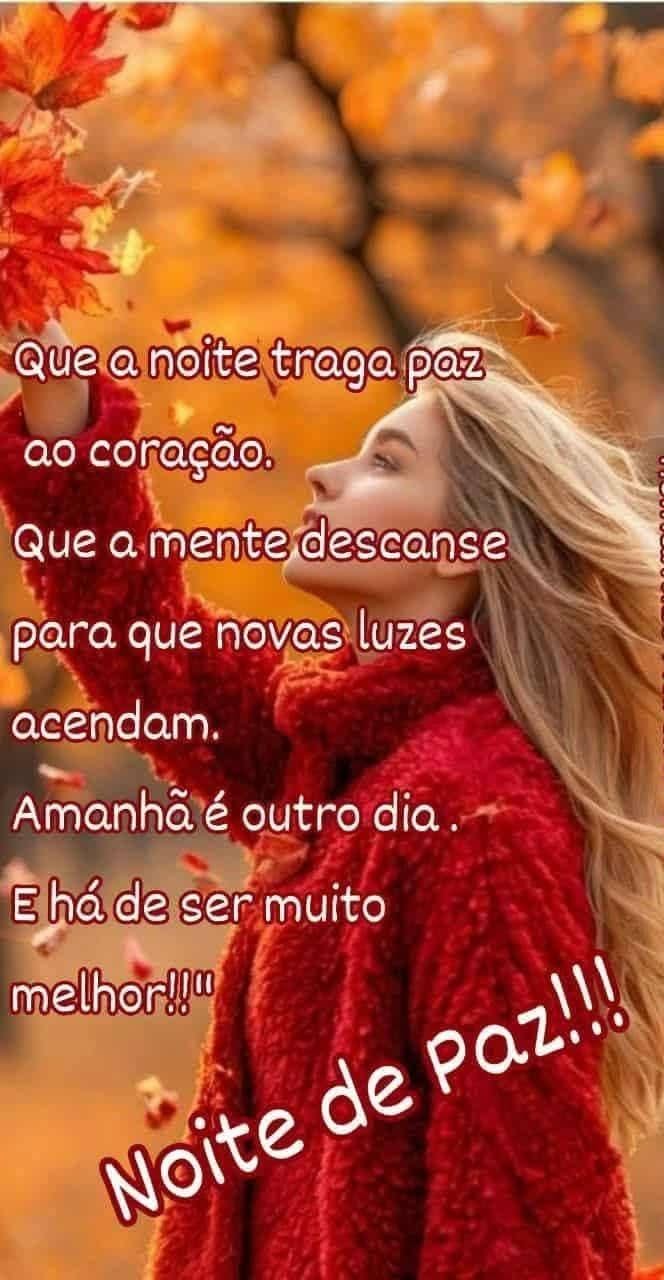 Que a noite traga paz
ao coração.
Que a mente descanse
para que novas luzes
acendam.
Amanhã é outro dia .
E há de ser muito
melhor!!"
Noite de Paz!!!